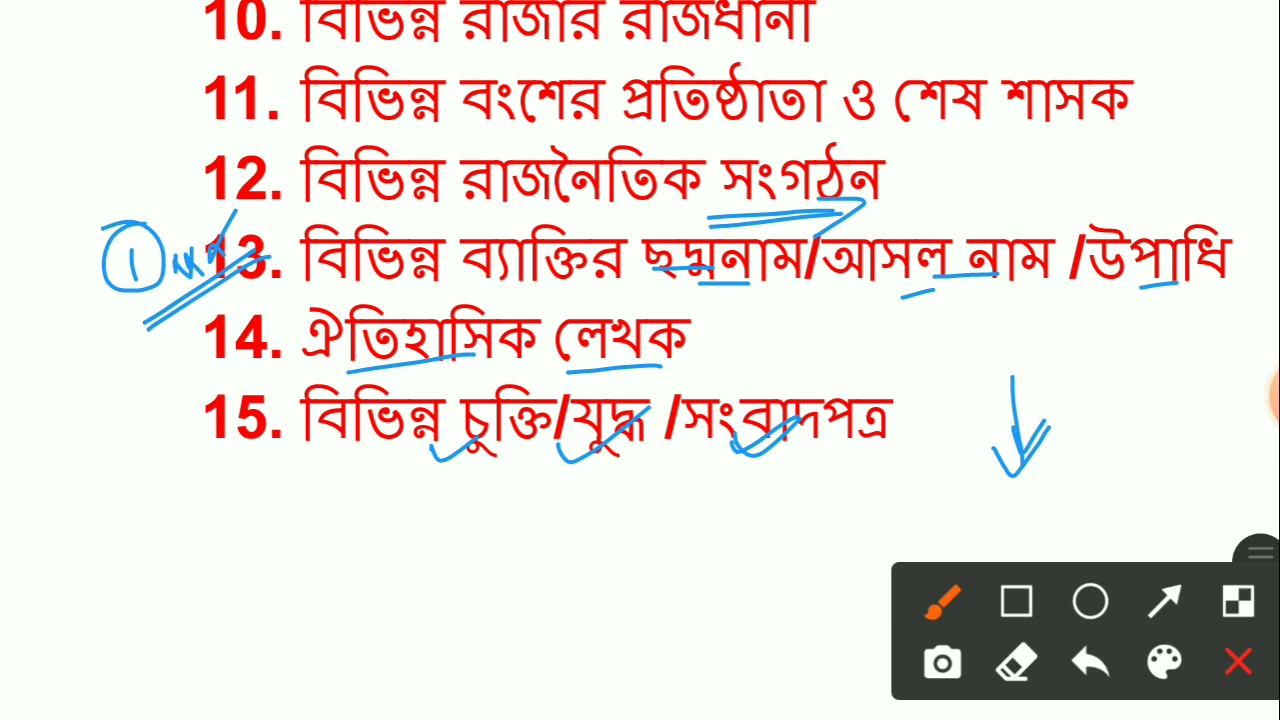 10. বিভিন্ন রাজার রাজধানী
11. বিভিন্ন বংশের প্রতিষ্ঠাতা ও শেষ শাসক
12. বিভিন্ন রাজনৈতিক সংগঠন
13. বিভিন্ন ব্যাক্তির ছদ্মনাম/আসল নাম /উপাধি
14. ঐতিহাসিক লেখক
15. বিভিন্ন চুক্তি/যুদ্ধ /সংবাদপত্র